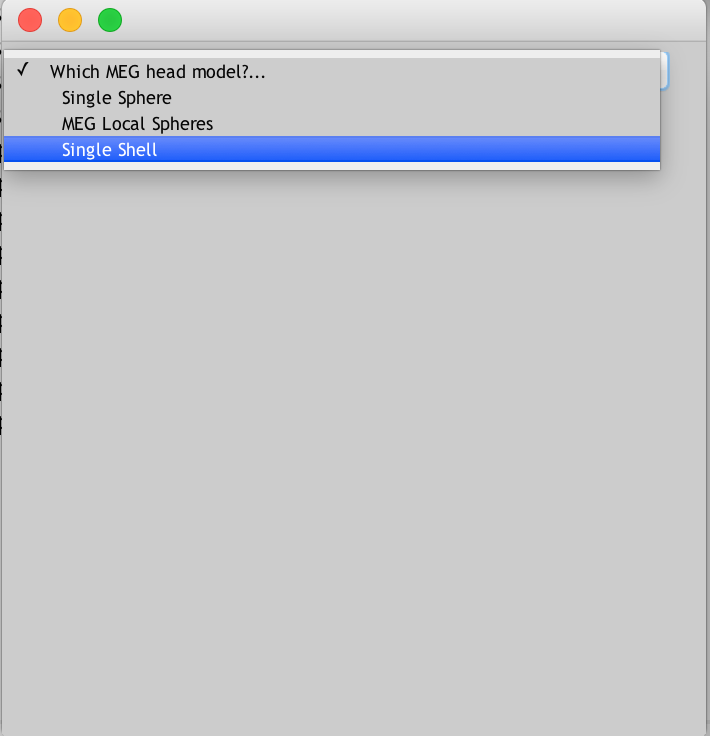 ✓ Which MEG head model?...
Single Sphere
MEG Local Spheres
Single Shell